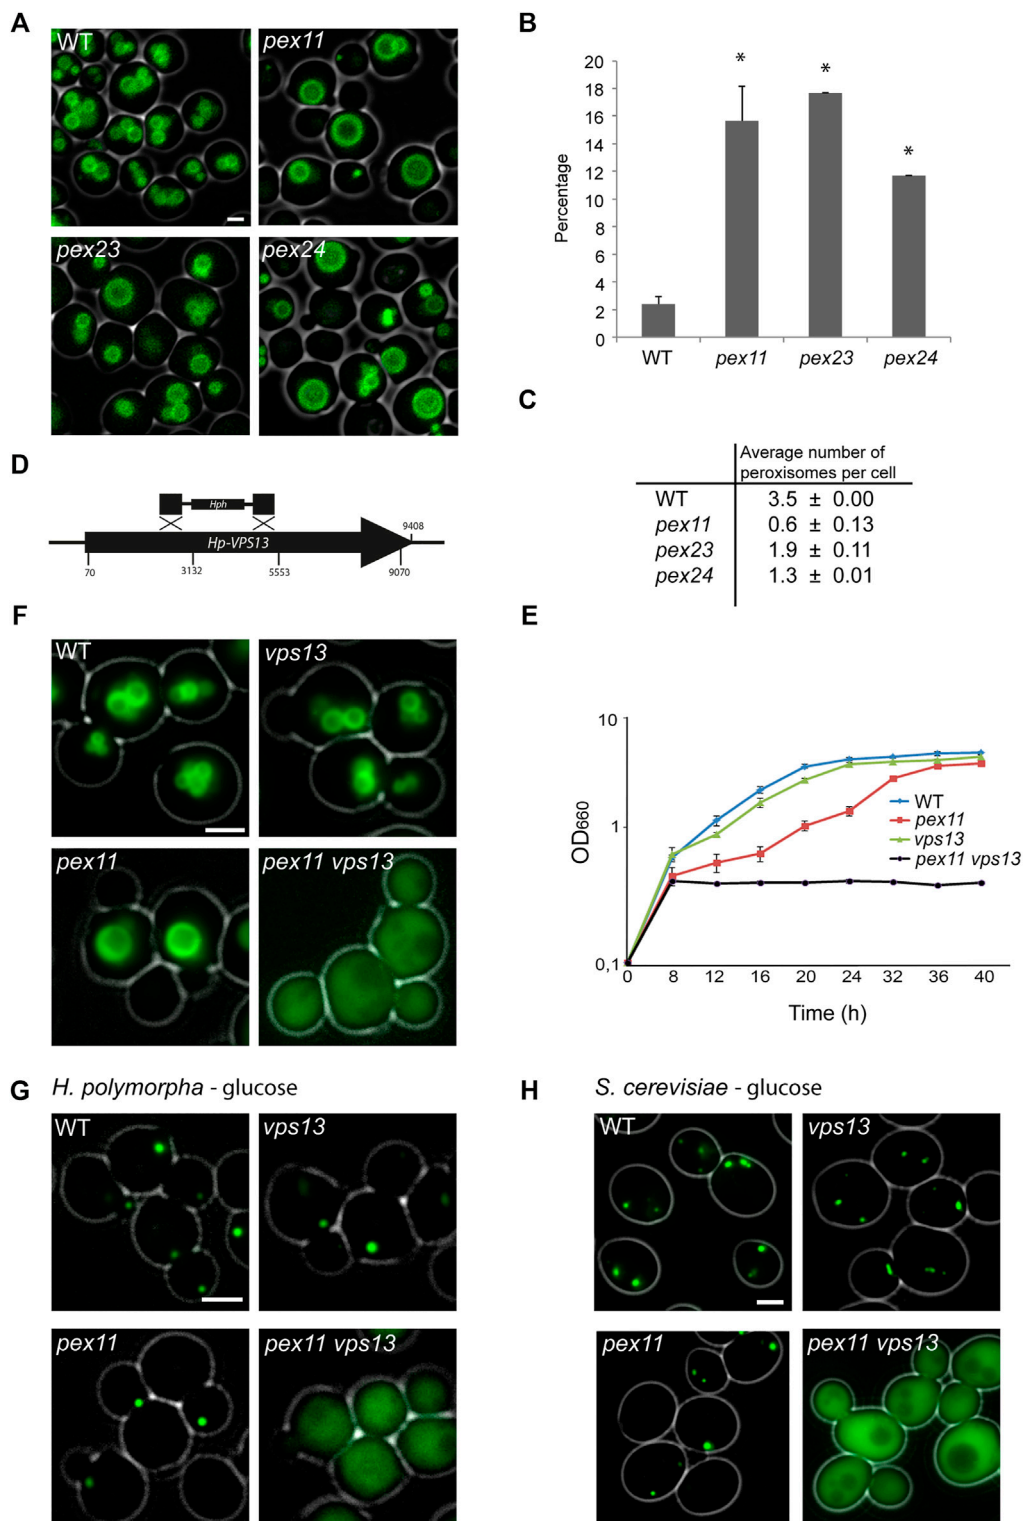 A
WT
pex11
pex23
pex24
B
20
18
16
14
12
10
8
6
4
2
0
Percentage
*
*
*
WT
pex11
pex23
pex24
C
Average number of
peroxisomes per cell
WT 3.5 ± 0.00
pex11 0.6 ± 0.13
pex23 1.9 ± 0.11
pex24 1.3 ± 0.01
D
Hph
9408
Hp-VPS13
70
3132
5553
9070
F
WT
vps13
pex11
pex11 vps13
E
10
1
0,1
OD660
WT
pex11
vps13
pex11 vps13
0 8 12 16 20 24 32 36 40
Time (h)
G H. polymorpha - glucose
WT
vps13
pex11
pex11 vps13
H S. cerevisiae - glucose
WT
vps13
pex11
pex11 vps13